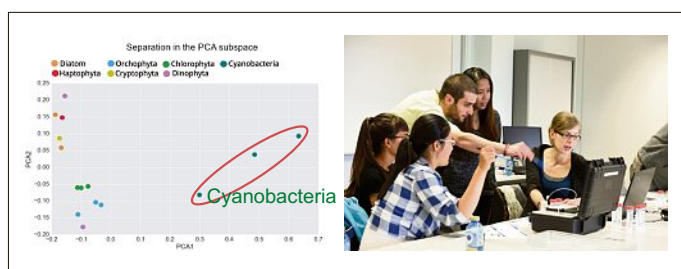 Separation in the PCA subspace
Diatom Orchophyta Chlorophyta Cyanobacteria
Haptophyta Cryptophyta Dinophyta
0.25
0.20
0.15
0.10
0.05
0.00
−0.05
−0.10
−0.15
−0.20
PCA2
Cyanobacteria
−0.2 −0.1 0.0 0.1 0.2 0.3 0.4 0.5 0.6 0.7
PCA1